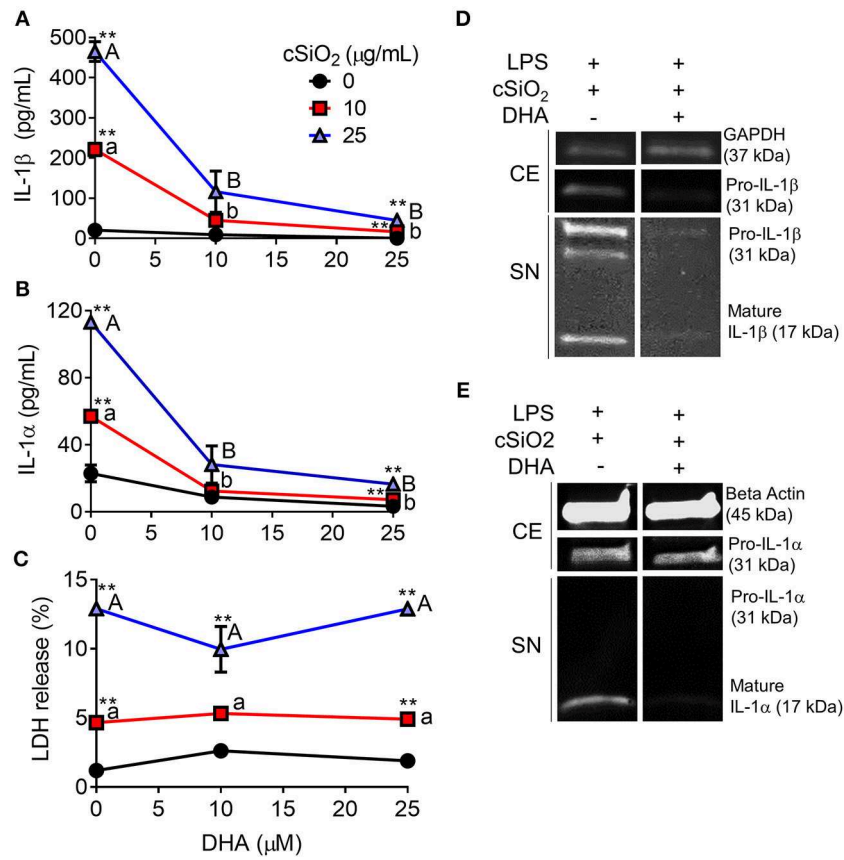 A
500
400
300
200
100
0
IL-1β (pg/mL)
**
A
**
a
B
b
**
B
**
b
0
5
10
15
20
25
cSiO₂ (μg/mL)
0
10
25
B
120
80
40
0
IL-1α (pg/mL)
**
A
**
a
B
b
**
B
**
b
0
5
10
15
20
25
C
15
10
5
0
LDH release (%)
**
A
**
A
**
A
**
a
a
**
a
0
5
10
15
20
25
DHA (μM)
D
LPS + +
cSiO₂ + +
DHA - +
CE
GAPDH
(37 kDa)
Pro-IL-1β
(31 kDa)
SN
Pro-IL-1β
(31 kDa)
Mature
IL-1β (17 kDa)
E
LPS + +
cSiO2 + +
DHA - +
CE
Beta Actin
(45 kDa)
Pro-IL-1α
(31 kDa)
SN
Pro-IL-1α
(31 kDa)
Mature
IL-1α (17 kDa)